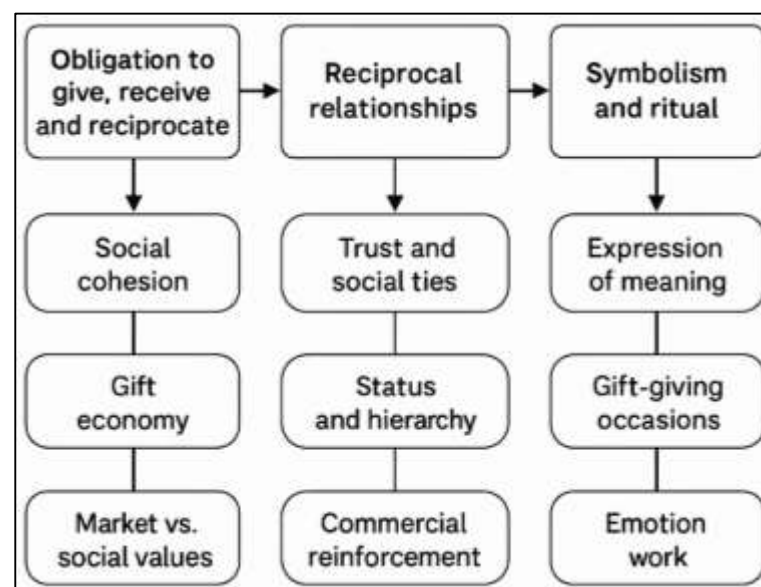 Obligation to
give, receive
and reciprocate
Reciprocal
relationships
Symbolism
and ritual
Social
cohesion
Trust and
social ties
Expression
of meaning
Gift
economy
Status
and hierarchy
Gift-giving
occasions
Market vs.
social values
Commercial
reinforcement
Emotion
work